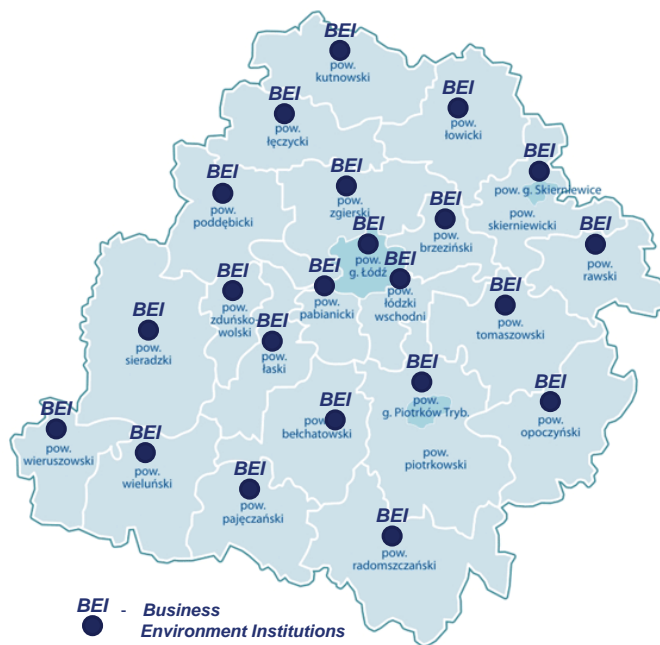 BEI
pow.
kutnowski
BEI
pow.
łęczycki
BEI
pow.
łowicki
BEI
pow. g. Skierniewice
pow.
skierniewicki
BEI
pow.
poddębicki
BEI
pow.
zgierski
BEI
pow.
brzeziński
BEI
pow.
rawski
BEI
pow.
g. Łódź
BEI
pow.
łódzki
wschodni
BEI
pow.
pabianicki
BEI
pow.
zduńsko-
wolski
BEI
pow.
tomaszowski
BEI
pow.
sieradzki
BEI
pow.
łaski
BEI
pow.
g. Piotrków Tryb.
pow.
piotrkowski
BEI
pow.
bełchatowski
BEI
pow.
opoczyński
BEI
pow.
wieruszowski
BEI
pow.
wieluński
BEI
pow.
pajęczański
BEI
pow.
radomszczański
BEI - Business
Environment Institutions